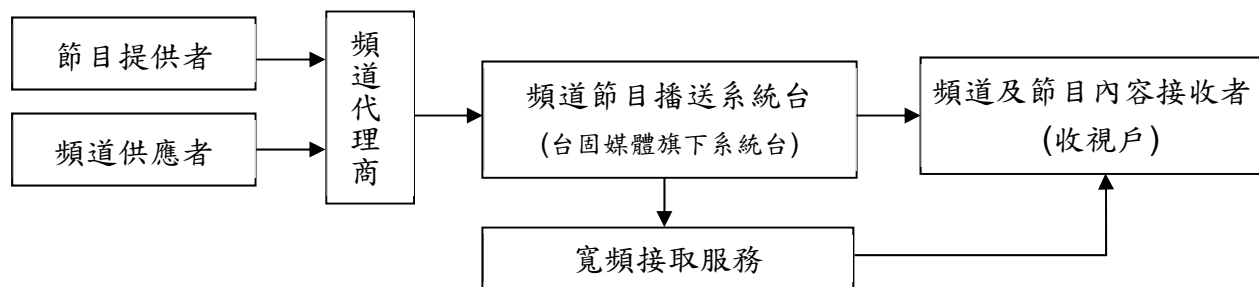 節目提供者
頻道供應者
頻道代理商
頻道節目播送系統台
(台固媒體旗下系統台)
寬頻接取服務
頻道及節目內容接收者
(收視戶)